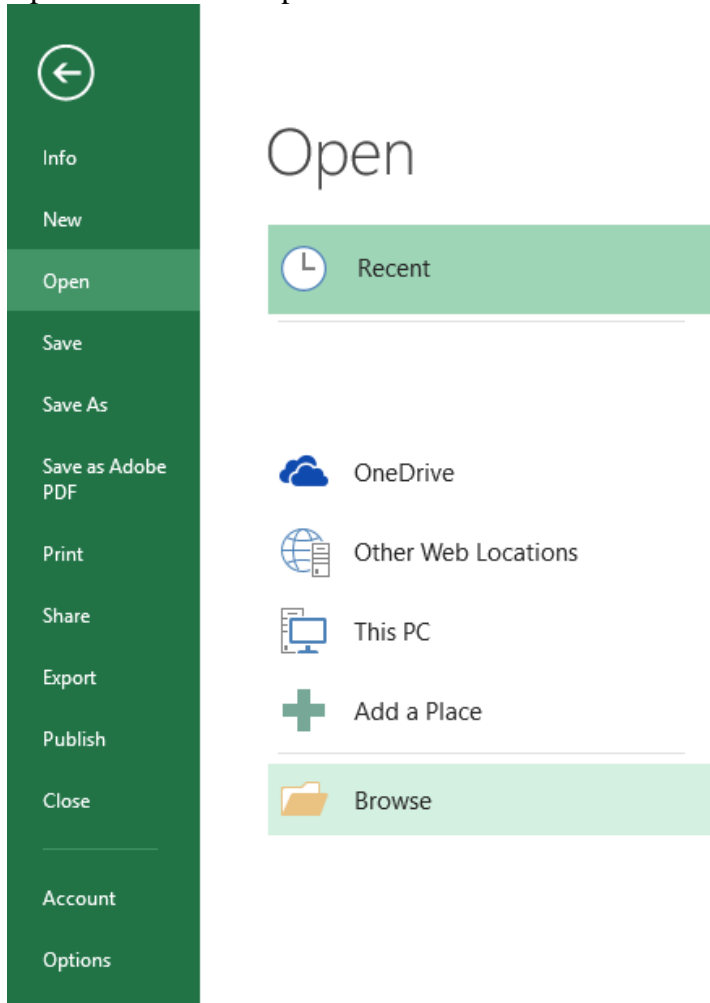 Info
New
Open
Save
Save As
Save as Adobe
PDF
Print
Share
Export
Publish
Close
Account
Options
Open
Recent
OneDrive
Other Web Locations
This PC
Add a Place
Browse